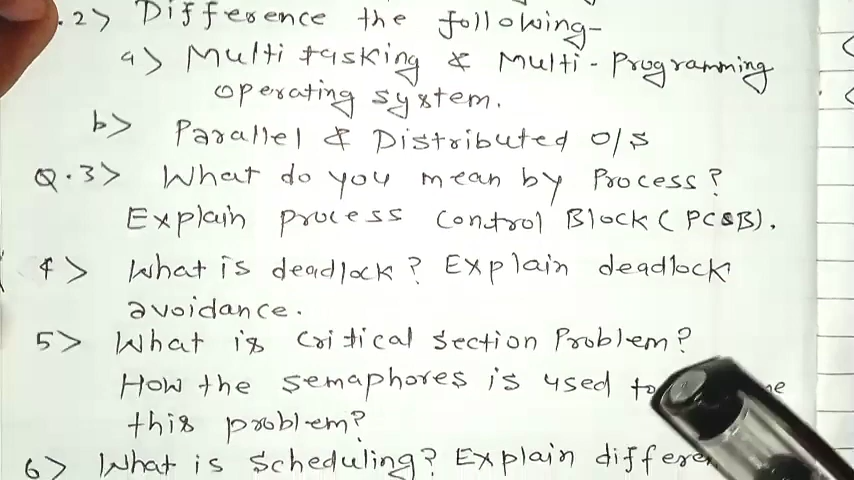 .2> Difference the following-
a> Multi tasking & Multi-Programming
operating system.
b> Parallel & Distributed O/S
Q.3> What do you mean by Process?
Explain process Control Block (PCB).
4> What is deadlock? Explain deadlock
avoidance.
5> What is Critical Section Problem?
How the semaphores is used to
this problem?
6> What is Scheduling? Explain